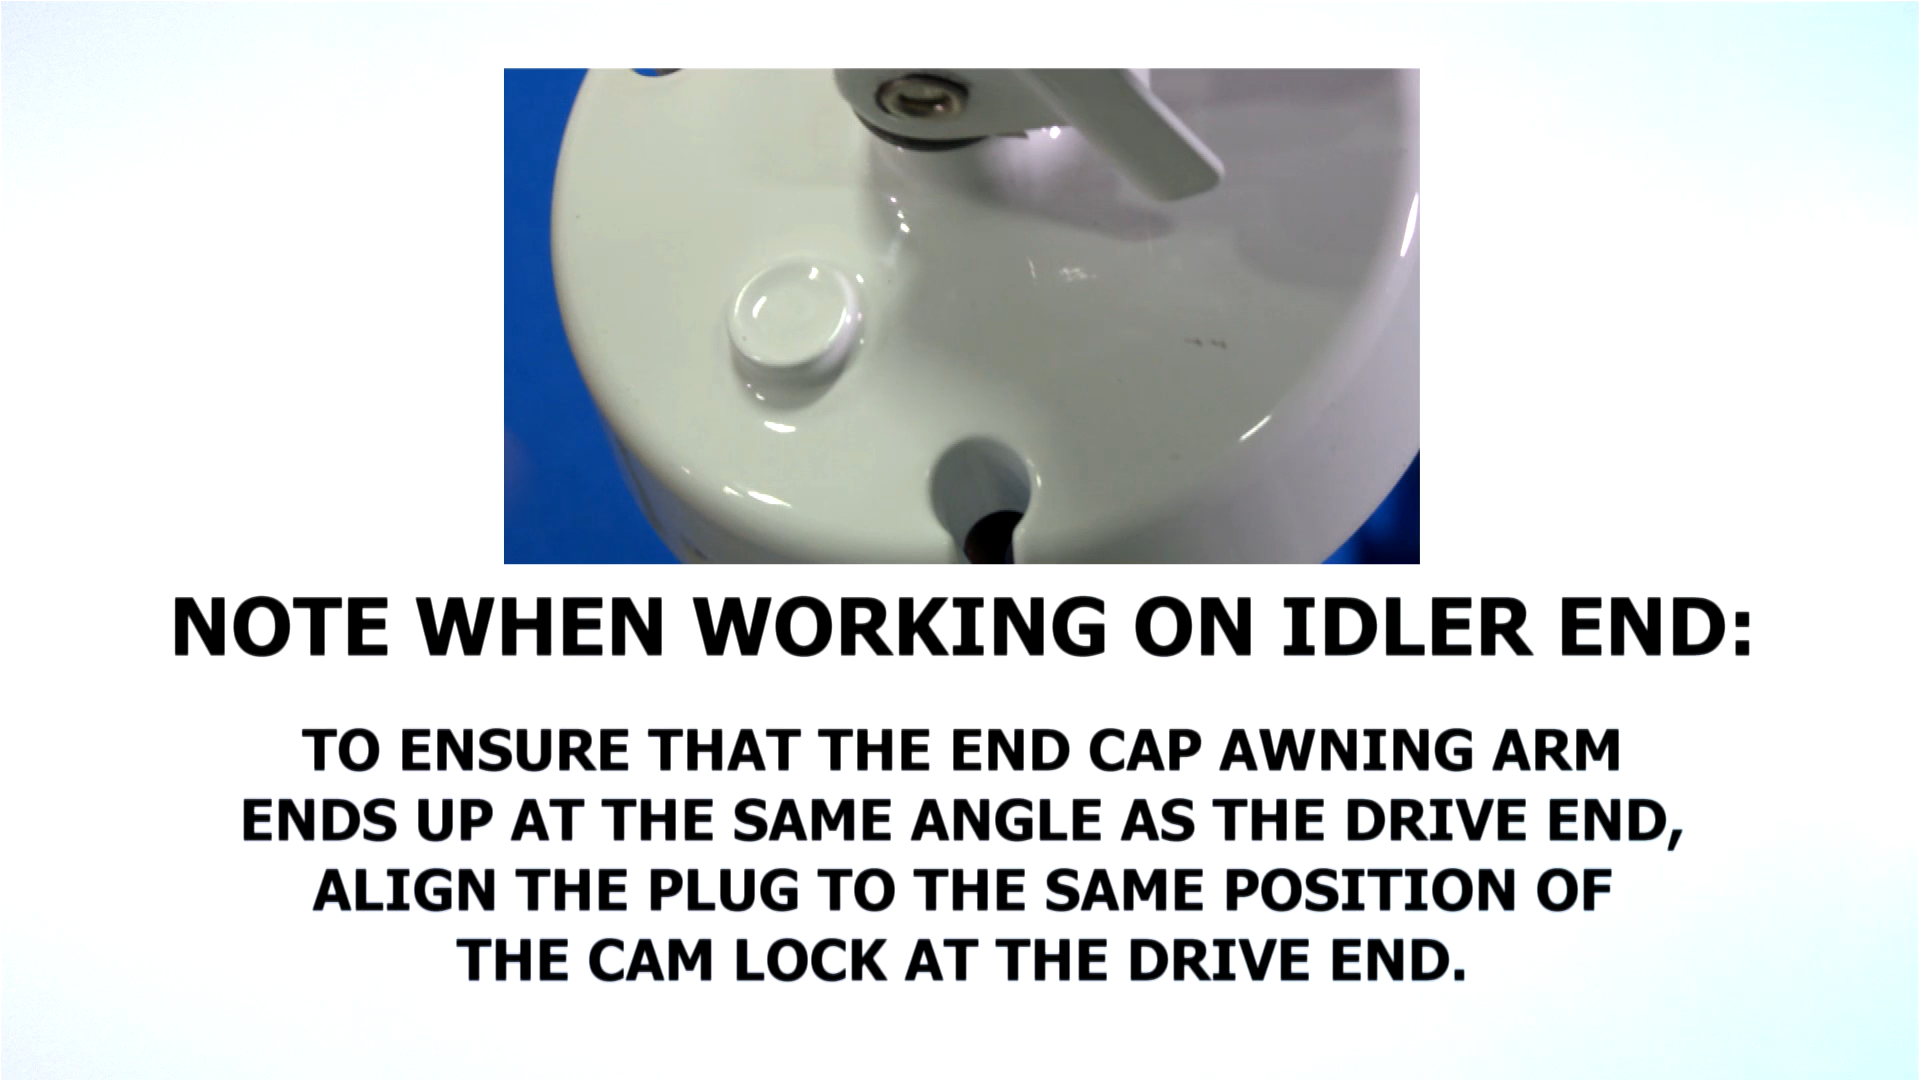 NOTE WHEN WORKING ON IDLER END:
TO ENSURE THAT THE END CAP AWNING ARM
ENDS UP AT THE SAME ANGLE AS THE DRIVE END,
ALIGN THE PLUG TO THE SAME POSITION OF
THE CAM LOCK AT THE DRIVE END.